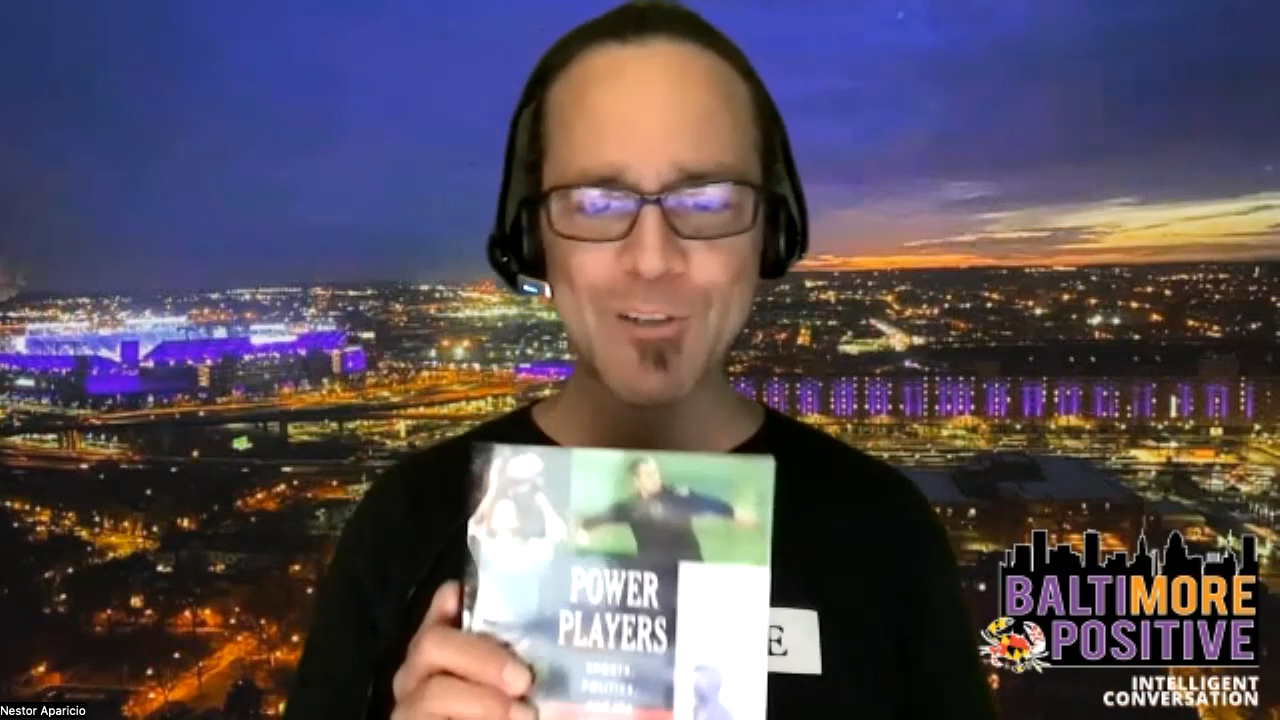 POWER
PLAYERS
SPORTS,
POLITICS,
E
BALTIMORE
POSITIVE
INTELLIGENT
CONVERSATION
Nestor Aparicio